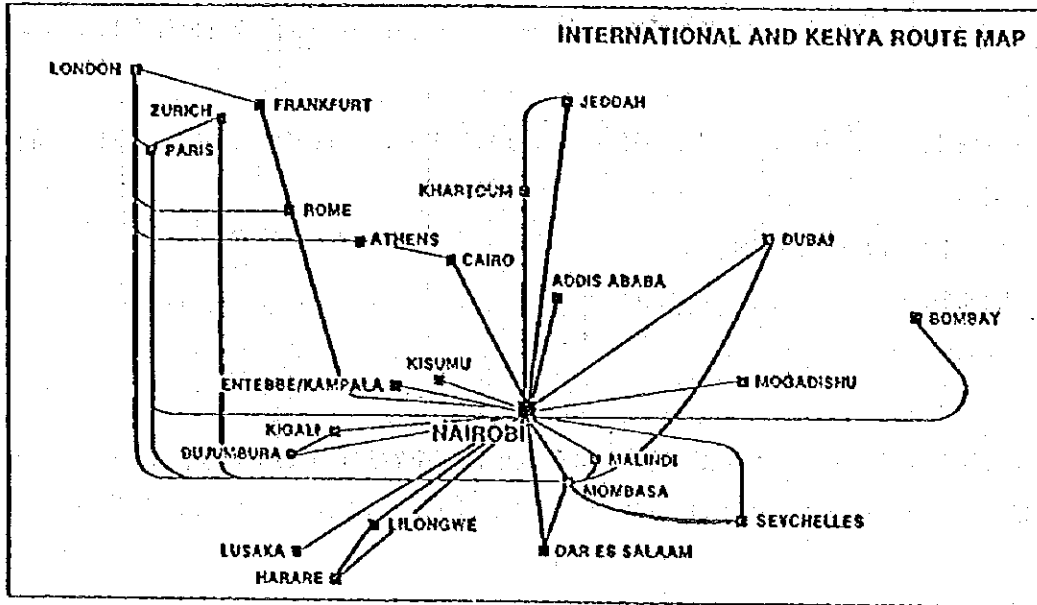 INTERNATIONAL AND KENYA ROUTE MAP
LONDON
FRANKFURT
JEDDAH
ZURICH
PARIS
KHARTOUM
ROME
ATHENS
DUBAI
CAIRO
ADDIS ABABA
BOMBAY
KISUMU
ENTEBBE/KAMPALA
MOGADISHU
KIGALI
NAIROBI
BUJUMBURA
MALINDI
MOMBASA
LILONGWE
SEYCHELLES
LUSAKA
DAR ES SALAAM
HARARE